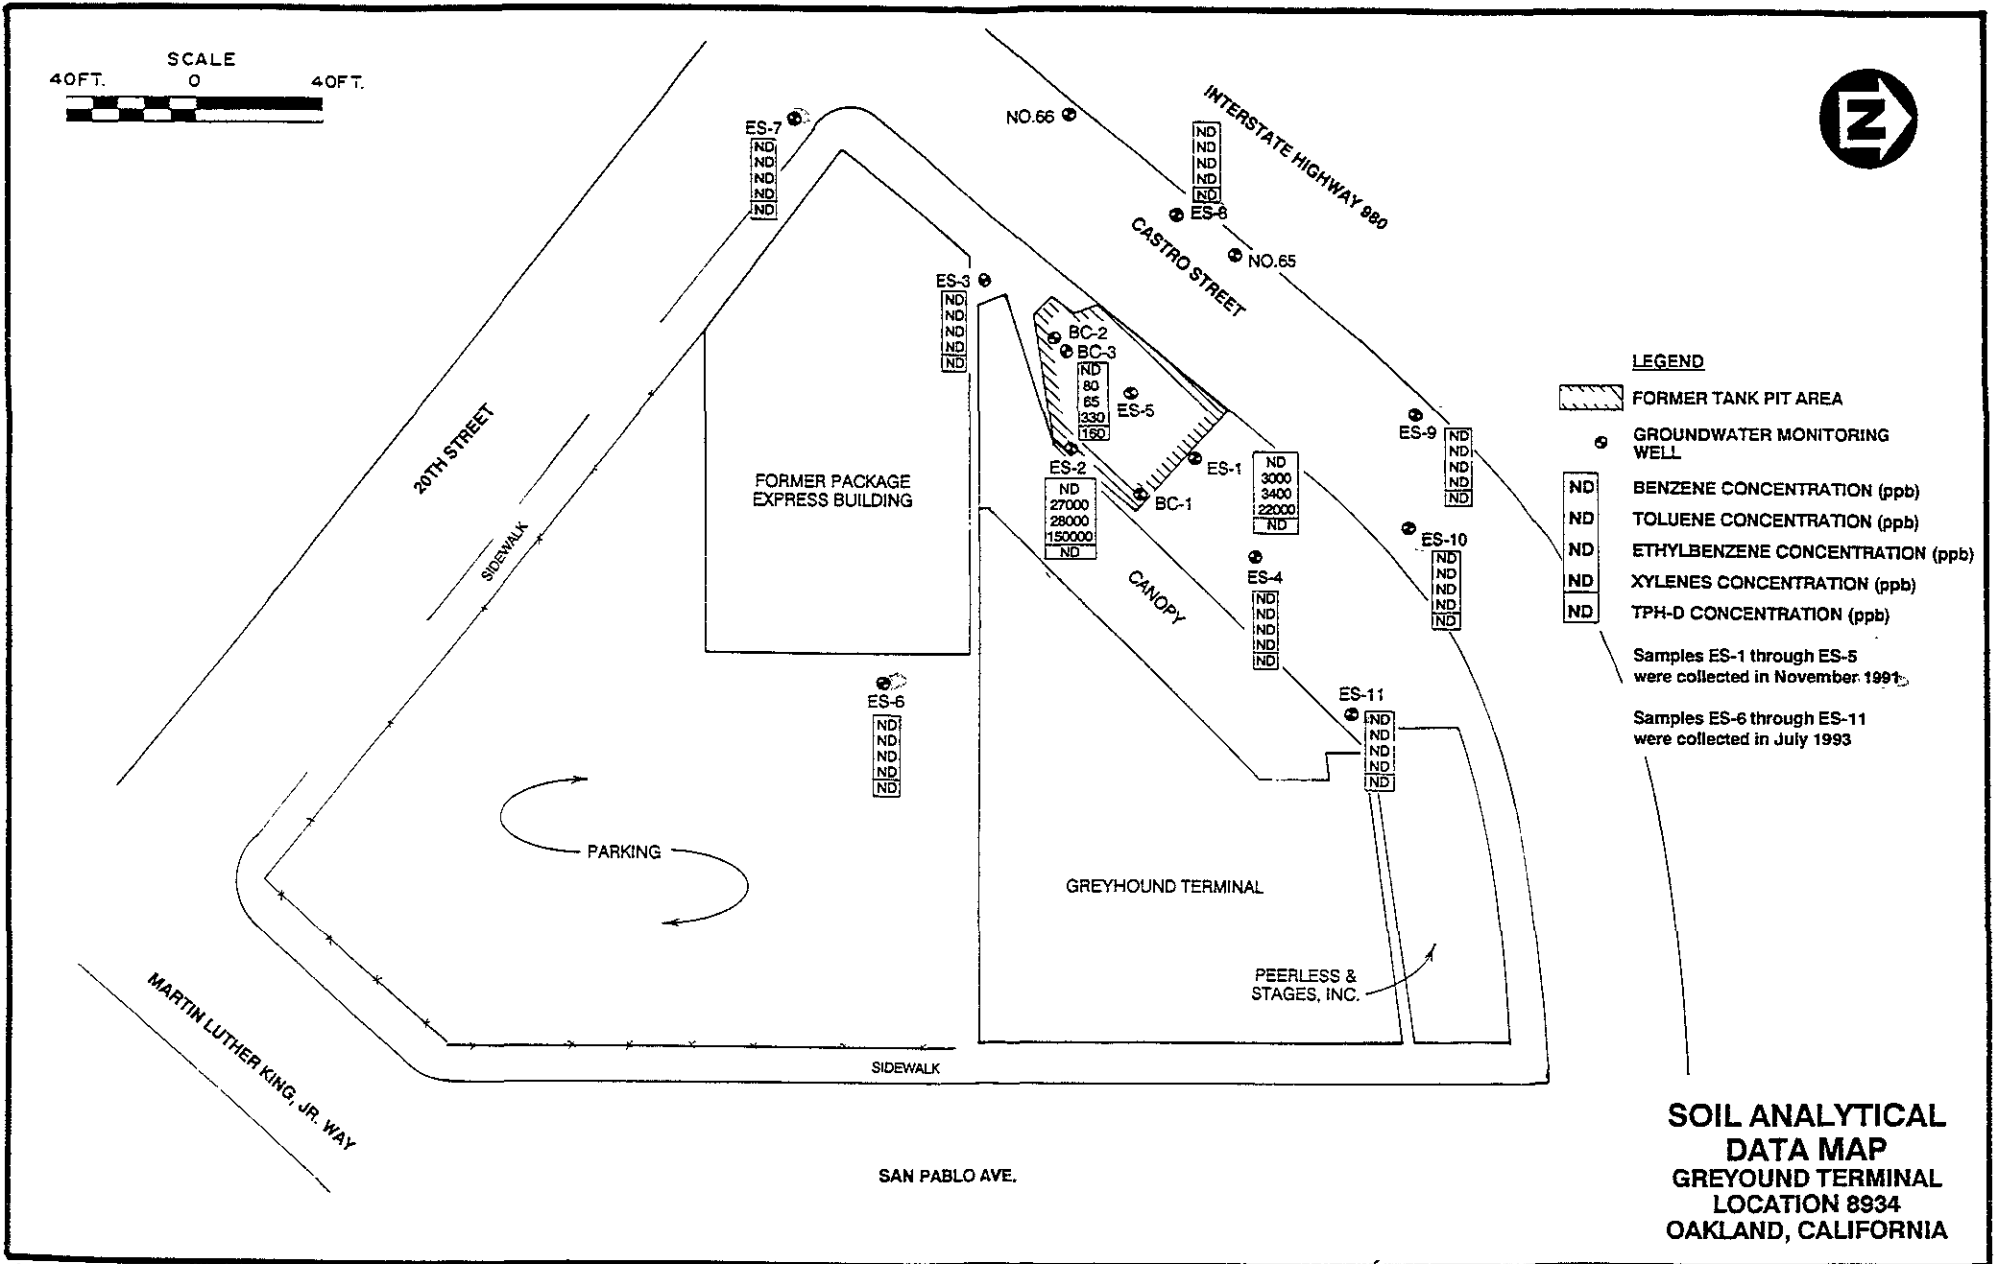 SCALE
40FT. 0 40FT.
N
NO.66
INTERSTATE HIGHWAY 980
ES-7
ND
ND
ND
ND
ND
ND
ND
ND
ND
ND
ES-8
CASTRO STREET
NO.65
ES-3
ND
ND
ND
ND
ND
BC-2
BC-3
ND
80
65
330
160
ES-5
ES-2
ND
27000
28000
150000
ND
BC-1
ES-1
ND
3000
3400
22000
ND
ES-9
ND
ND
ND
ND
ND
ES-10
ND
ND
ND
ND
ND
20TH STREET
SIDEWALK
FORMER PACKAGE
EXPRESS BUILDING
CANOPY
ES-4
ND
ND
ND
ND
ND
ES-6
ND
ND
ND
ND
ND
ES-11
ND
ND
ND
ND
ND
PARKING
GREYHOUND TERMINAL
PEERLESS &
STAGES, INC.
MARTIN LUTHER KING, JR. WAY
SIDEWALK
SAN PABLO AVE.
LEGEND
FORMER TANK PIT AREA
GROUNDWATER MONITORING
WELL
ND BENZENE CONCENTRATION (ppb)
ND TOLUENE CONCENTRATION (ppb)
ND ETHYLBENZENE CONCENTRATION (ppb)
ND XYLENES CONCENTRATION (ppb)
ND TPH-D CONCENTRATION (ppb)
Samples ES-1 through ES-5
were collected in November 1991
Samples ES-6 through ES-11
were collected in July 1993
SOIL ANALYTICAL
DATA MAP
GREYOUND TERMINAL
LOCATION 8934
OAKLAND, CALIFORNIA